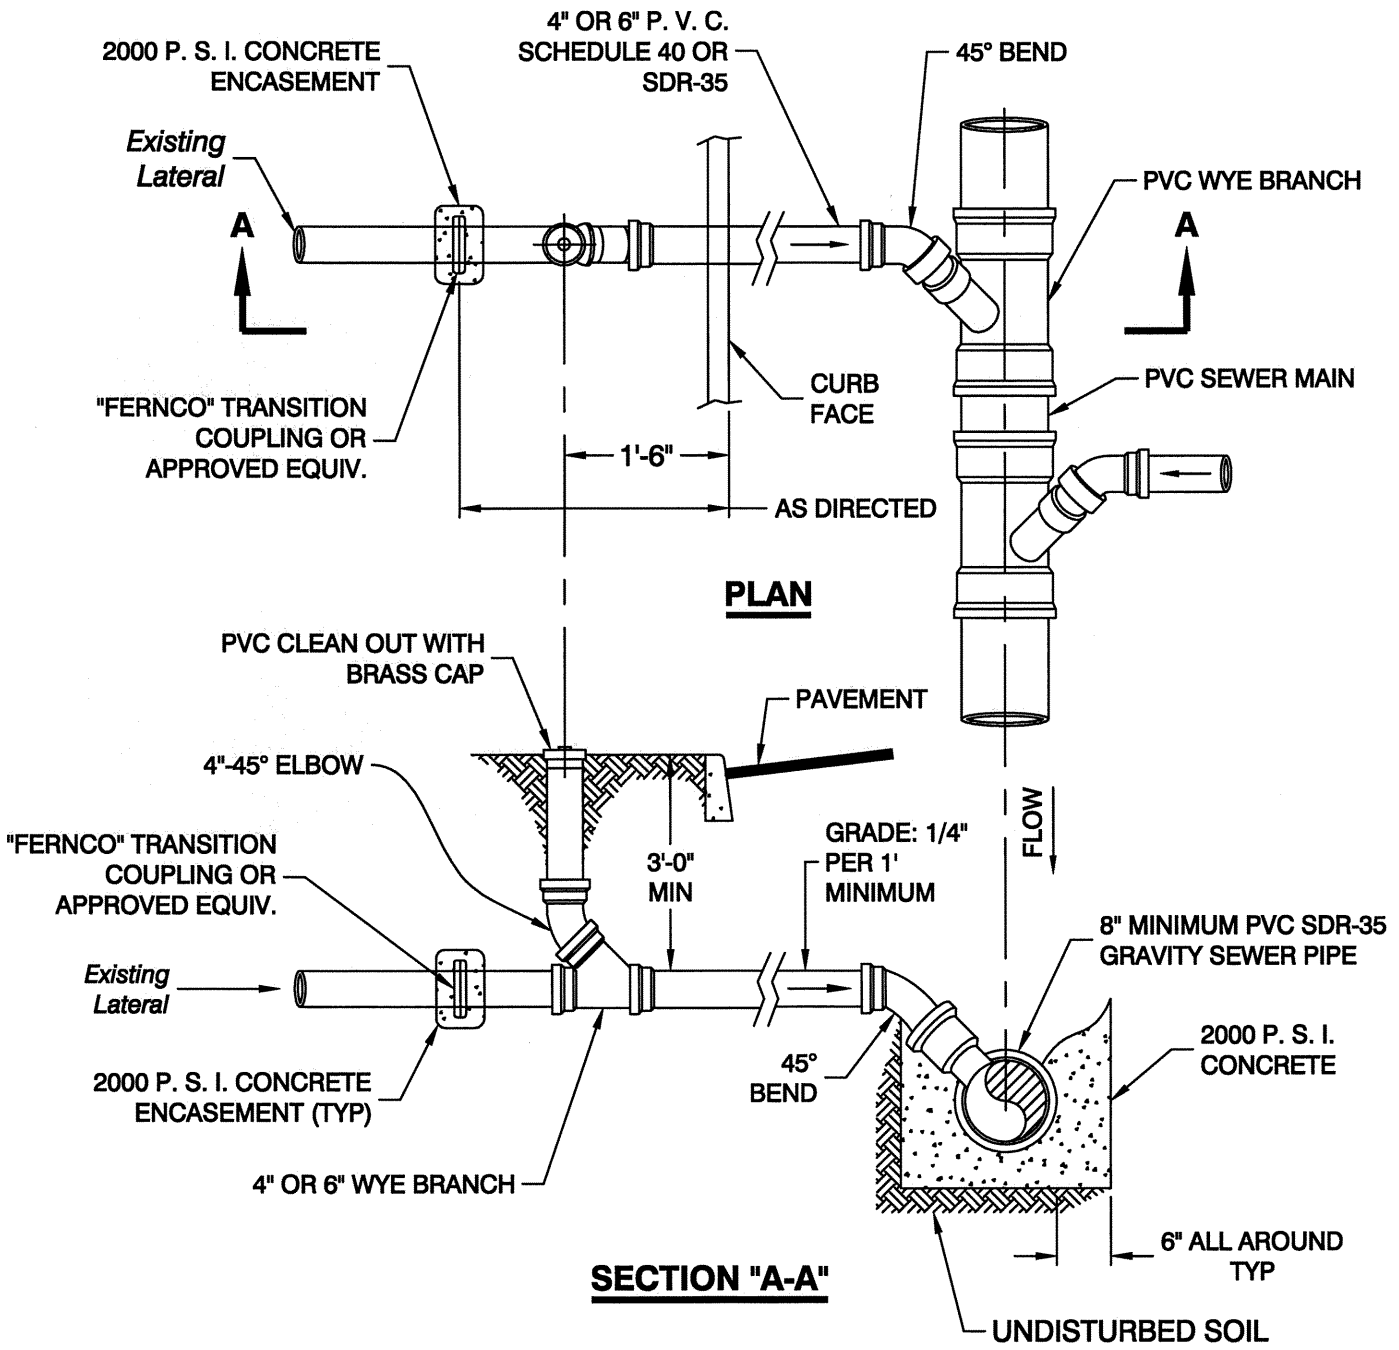 4" OR 6" P. V. C.
SCHEDULE 40 OR
SDR-35
2000 P. S. I. CONCRETE
ENCASEMENT
45° BEND
Existing
Lateral
PVC WYE BRANCH
A
A
"FERNCO" TRANSITION
COUPLING OR
APPROVED EQUIV.
CURB
FACE
PVC SEWER MAIN
1'-6"
AS DIRECTED
PLAN
PVC CLEAN OUT WITH
BRASS CAP
PAVEMENT
4"-45° ELBOW
FLOW
"FERNCO" TRANSITION
COUPLING OR
APPROVED EQUIV.
3'-0"
MIN
GRADE: 1/4"
PER 1'
MINIMUM
8" MINIMUM PVC SDR-35
GRAVITY SEWER PIPE
Existing
Lateral
2000 P. S. I.
CONCRETE
45°
BEND
2000 P. S. I. CONCRETE
ENCASEMENT (TYP)
4" OR 6" WYE BRANCH
6" ALL AROUND
TYP
SECTION "A-A"
UNDISTURBED SOIL